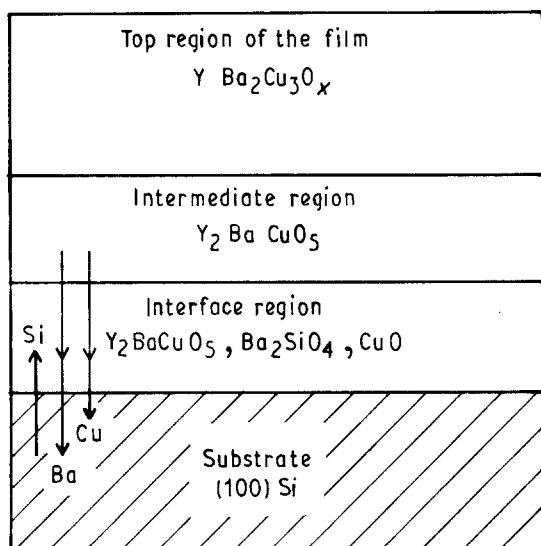 Top region of the film
Y Ba₂Cu₃Oₓ
Intermediate region
Y₂ Ba CuO₅
Interface region
Si
Y₂BaCuO₅, Ba₂SiO₄, CuO
Cu
Ba
Substrate
(100) Si